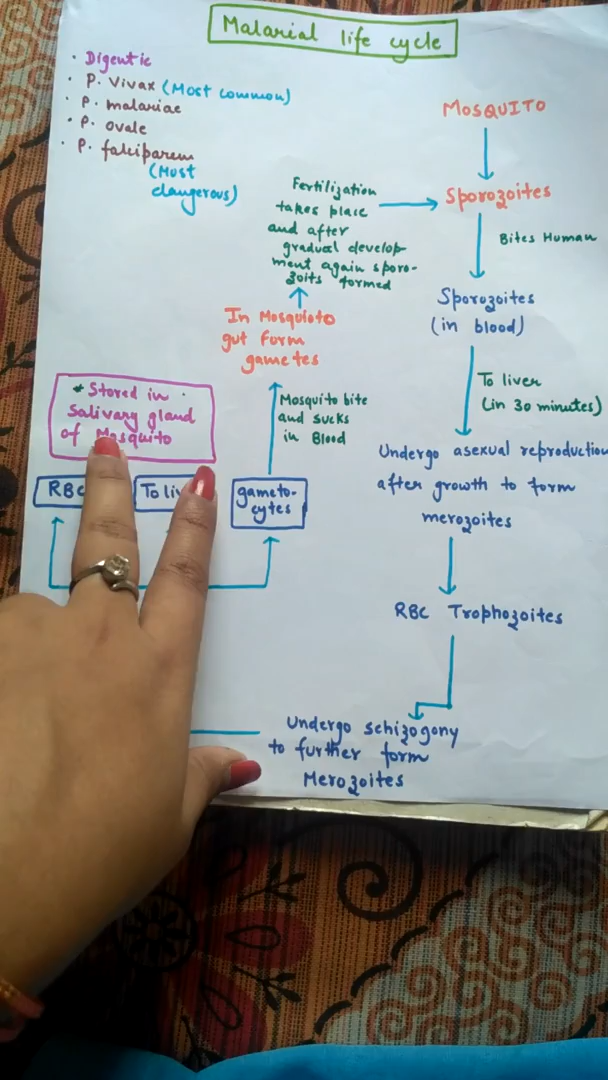 Malarial life cycle
• Digentic
• P. Vivax (Most common)
• P. malariae
• P. ovale
• P. falciparem
(Most
dangerous)
MOSQUITO
Sporozoites
Bites Human
Sporozoites
(in blood)
To liver
(in 30 minutes)
Undergo asexual reproduction
after growth to form
merozoites
RBC Trophozoites
Undergo schizogony
to further form
Merozoites
RBC
gameto-
cytes
Mosquito bite
and sucks
in Blood
In Mosquioto
gut form
gametes
Fertilization
takes place
and after
gradual develop-
ment again sporo-
zoits formed
* Stored in
Salivary gland
of Mosquito
To